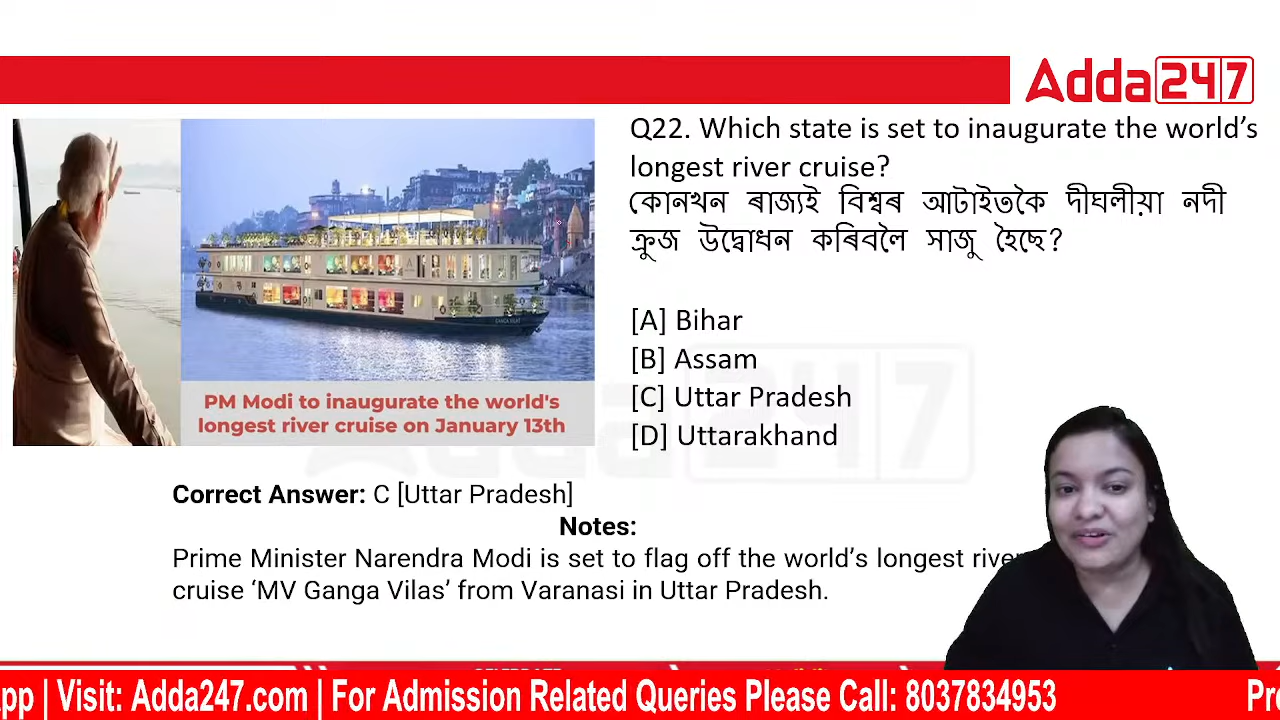 Adda247
Q22. Which state is set to inaugurate the world's
longest river cruise?
কোনখন ৰাজ্যই বিশ্বৰ আটাইতকৈ দীঘলীয়া নদী
ক্ৰুজ উদ্বোধন কৰিবলৈ সাজু হৈছে?
PM Modi to inaugurate the world's
longest river cruise on January 13th
[A] Bihar
[B] Assam
[C] Uttar Pradesh
[D] Uttarakhand
Correct Answer: C [Uttar Pradesh]
Notes:
Prime Minister Narendra Modi is set to flag off the world's longest
cruise 'MV Ganga Vilas' from Varanasi in Uttar Pradesh.
| Visit: Adda247.com | For Admission Related Queries Please Call: 8037834953